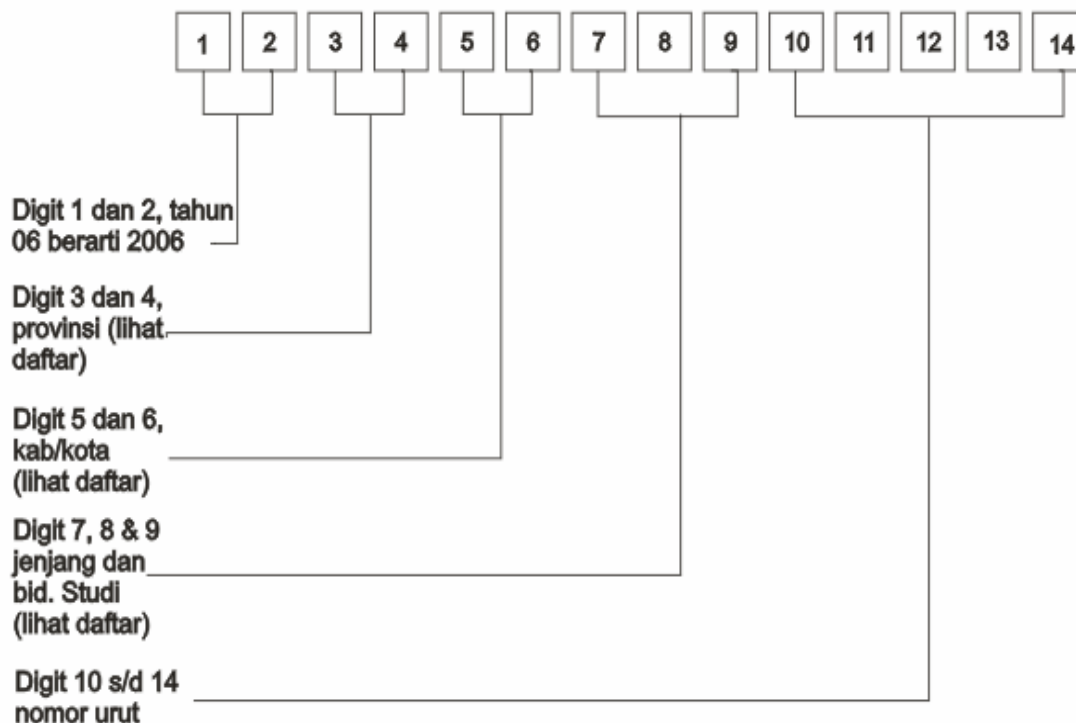 1 2 3 4 5 6 7 8 9 10 11 12 13 14
Digit 1 dan 2, tahun
06 berarti 2006
Digit 3 dan 4,
provinsi (lihat
daftar)
Digit 5 dan 6,
kab/kota
(lihat daftar)
Digit 7, 8 & 9
jenjang dan
bid. Studi
(lihat daftar)
Digit 10 s/d 14
nomor urut